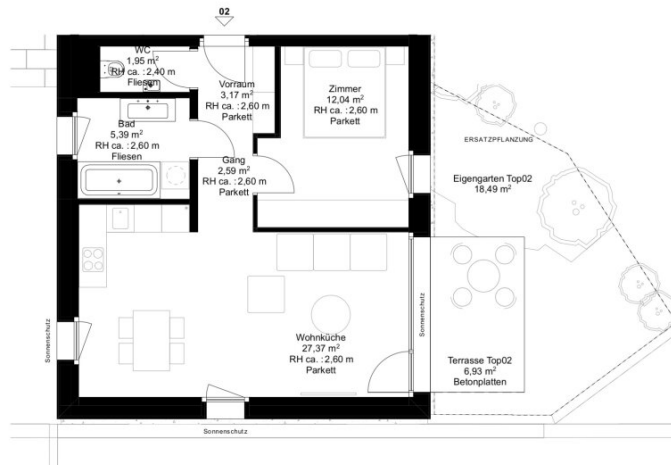 02
WC
1,95 m²
RH ca. : 2,40 m
Fliesen
Vorraum
3,17 m²
RH ca. : 2,60 m
Parkett
Zimmer
12,04 m²
RH ca. : 2,60 m
Parkett
Bad
5,39 m²
RH ca. : 2,60 m
Fliesen
Gang
2,59 m²
RH ca. : 2,60 m
Parkett
ERSATZPFLANZUNG
Eigengarten Top02
18,49 m²
Wohnküche
27,37 m²
RH ca. : 2,60 m
Parkett
Terrasse Top02
6,93 m²
Betonplatten
Sonnenschutz
Sonnenschutz
Sonnenschutz